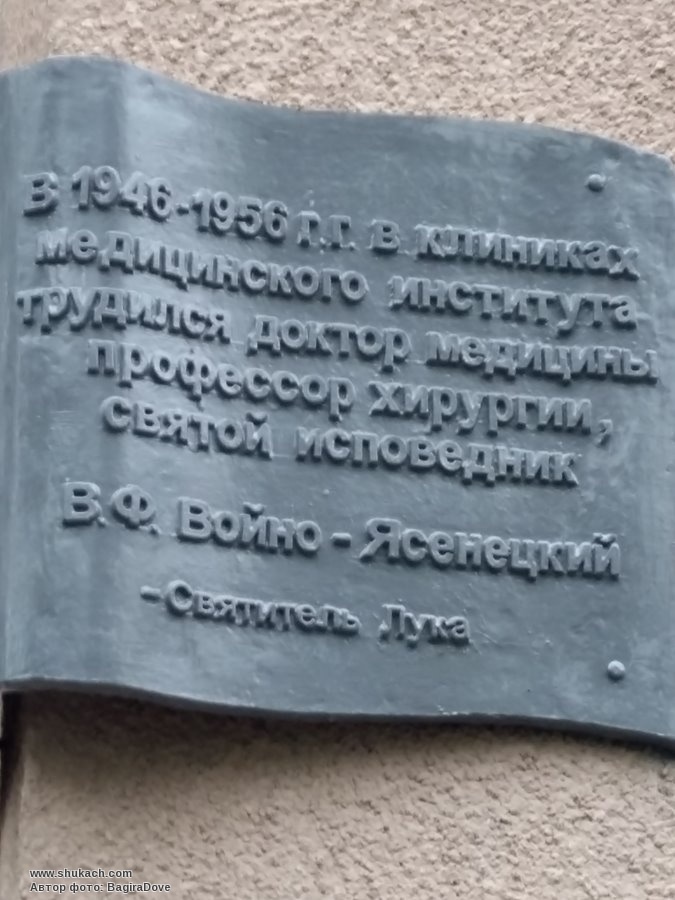 В 1946-1956 г.г. в клиниках
медицинского института
трудился доктор медицины
профессор хирургии,
святой исповедник
В.Ф. Войно - Ясенецкий
-Святитель Лука
www.shukach.com
Автор фото: BagiraDove